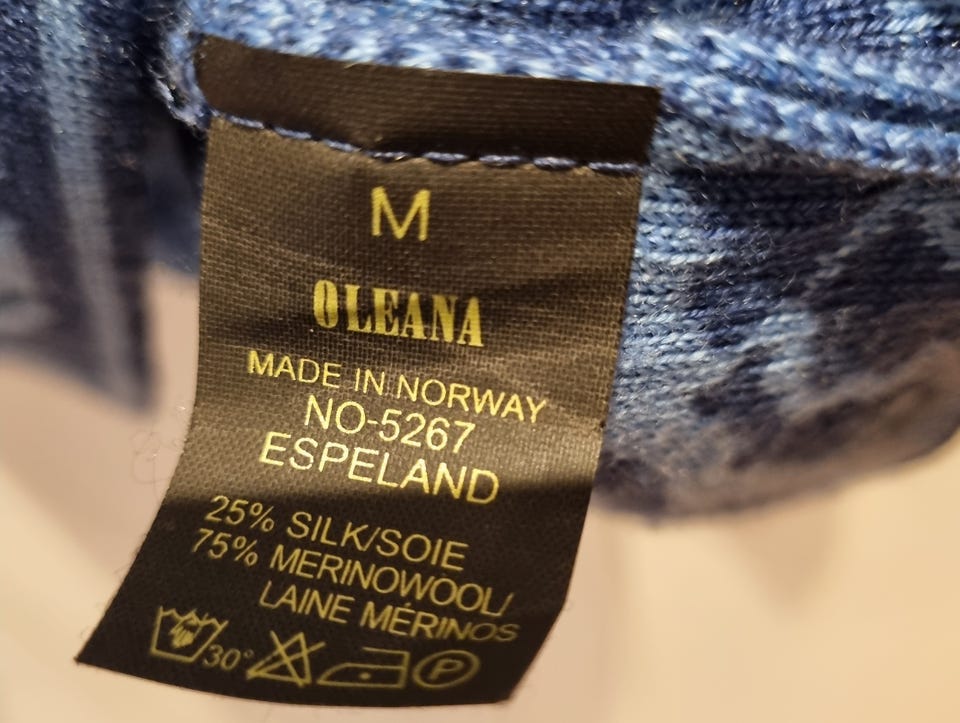 M
OLEANA
MADE IN NORWAY
NO-5267
ESPELAND
25% SILK/SOIE
75% MERINOWOOL/
LAINE MÉRINOS
30° P